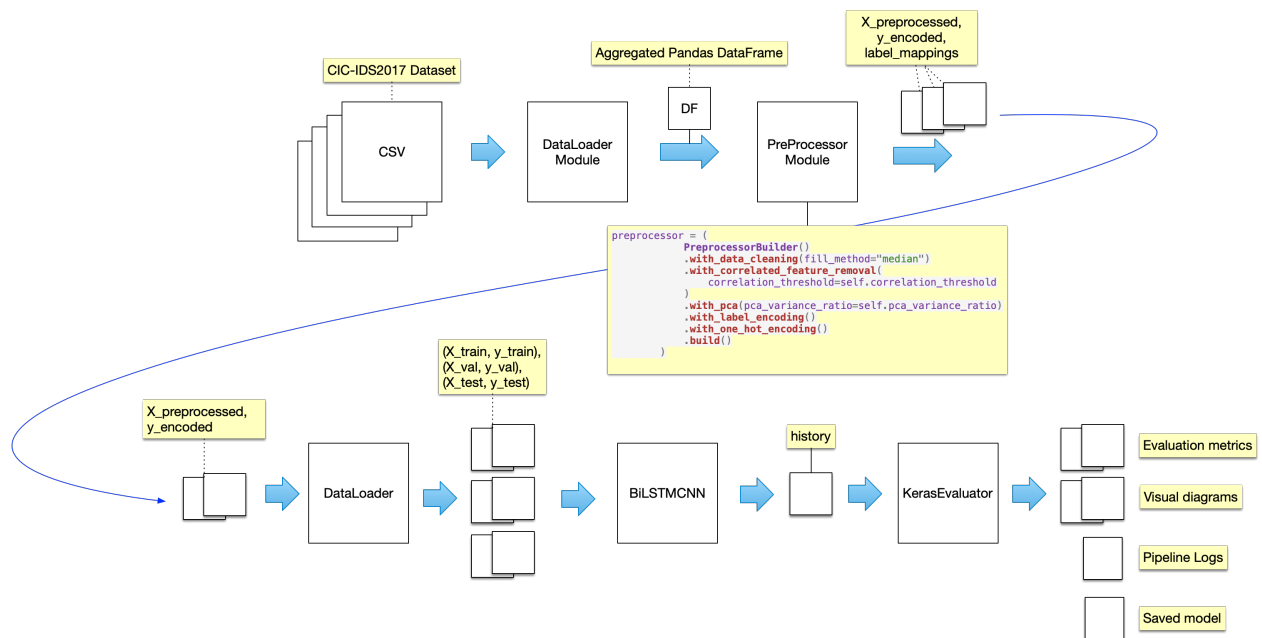 X_preprocessed,
y_encoded,
label_mappings
Aggregated Pandas DataFrame
CIC-IDS2017 Dataset
DF
CSV
DataLoader
Module
PreProcessor
Module
preprocessor = (
PreprocessorBuilder()
.with_data_cleaning(fill_method="median")
.with_correlated_feature_removal(
correlation_threshold=self.correlation_threshold
)
.with_pca(pca_variance_ratio=self.pca_variance_ratio)
.with_label_encoding()
.with_one_hot_encoding()
.build()
)
(X_train, y_train),
(X_val, y_val),
(X_test, y_test)
X_preprocessed,
y_encoded
history
DataLoader
BiLSTMCNN
KerasEvaluator
Evaluation metrics
Visual diagrams
Pipeline Logs
Saved model